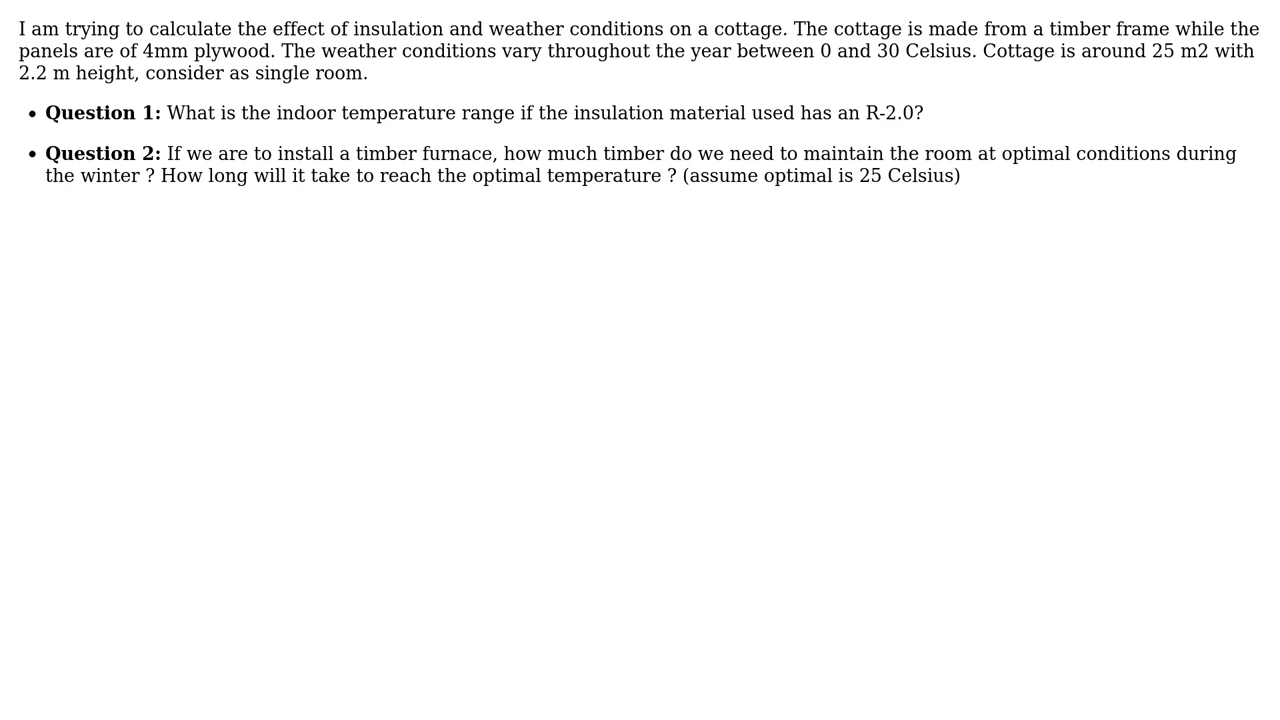 I am trying to calculate the effect of insulation and weather conditions on a cottage. The cottage is made from a timber frame while the
panels are of 4mm plywood. The weather conditions vary throughout the year between 0 and 30 Celsius. Cottage is around 25 m2 with
2.2 m height, consider as single room.
• Question 1: What is the indoor temperature range if the insulation material used has an R-2.0?
• Question 2: If we are to install a timber furnace, how much timber do we need to maintain the room at optimal conditions during
the winter ? How long will it take to reach the optimal temperature ? (assume optimal is 25 Celsius)